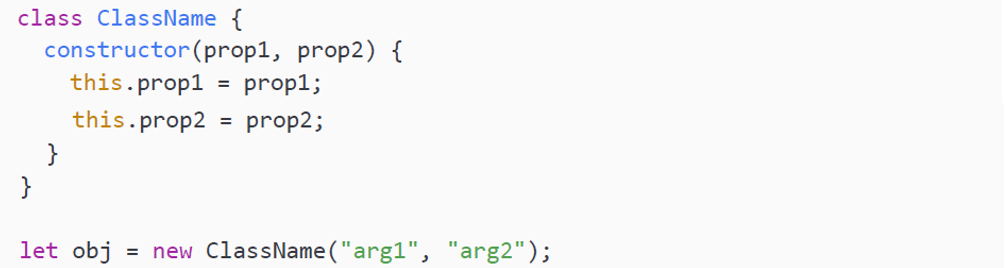 class ClassName {
  constructor(prop1, prop2) {
    this.prop1 = prop1;
    this.prop2 = prop2;
  }
}

let obj = new ClassName("arg1", "arg2");